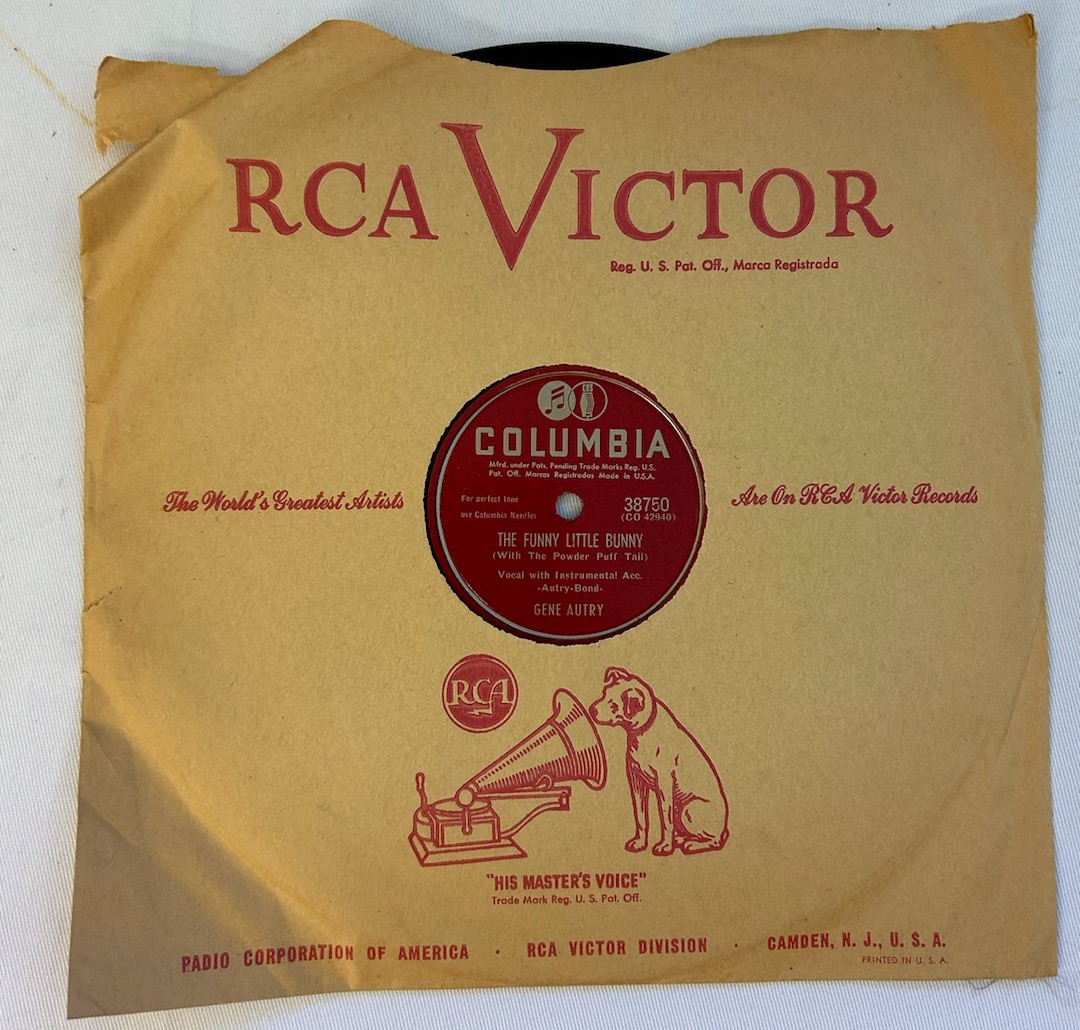 RCA VICTOR
Reg. U. S. Pat. Off., Marca Registrada
CBS
COLUMBIA
Mfrd. under Pats. Pending Trade Marks Reg. U.S.
Pat. Off. Marcas Registradas Made in U.S.A.
For perfect tone
use Columbia Needles
38750
(CO 42940)
THE FUNNY LITTLE BUNNY
(With The Powder Puff Tail)
Vocal with Instrumental Acc.
-Autry-Bond-
GENE AUTRY
The World's Greatest Artists
Are On RCA Victor Records
RCA
"HIS MASTER'S VOICE"
Trade Mark Reg. U. S. Pat. Off.
RADIO CORPORATION OF AMERICA · RCA VICTOR DIVISION · CAMDEN, N. J., U. S. A.
PRINTED IN U. S. A.